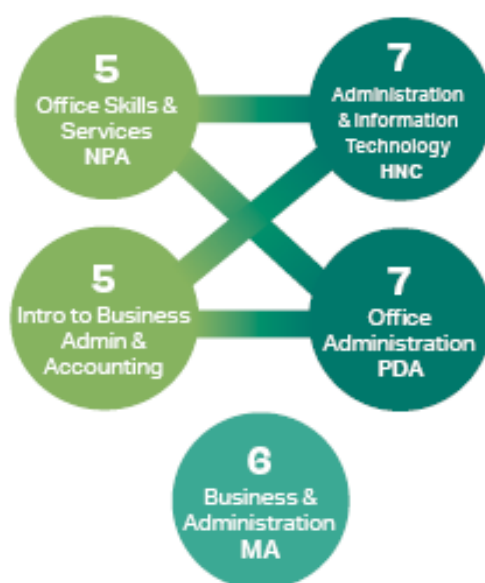 5
Office Skills &
Services
NPA
7
Administration
& Information
Technology
HNC
5
Intro to Business
Admin &
Accounting
7
Office
Administration
PDA
6
Business &
Administration
MA